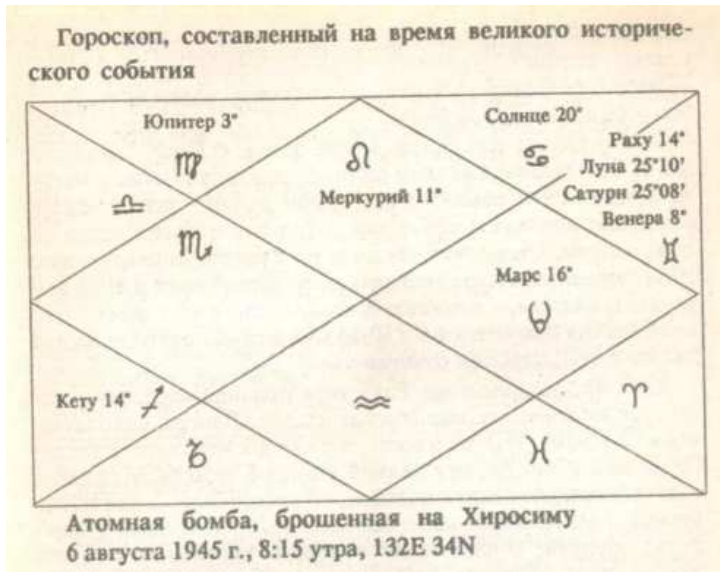 Гороскоп, составленный на время великого историче-
ского события
Юпитер 3°
Солнце 20°
Раху 14°
♍
♌
♋
Луна 25°10'
Меркурий 11°
Сатурн 25°08'
♎
Венера 8°
♏
♊
Марс 16°
♉
Кету 14° ♐
♒
♈
♑
♓
Атомная бомба, брошенная на Хиросиму
6 августа 1945 г., 8:15 утра, 132E 34N